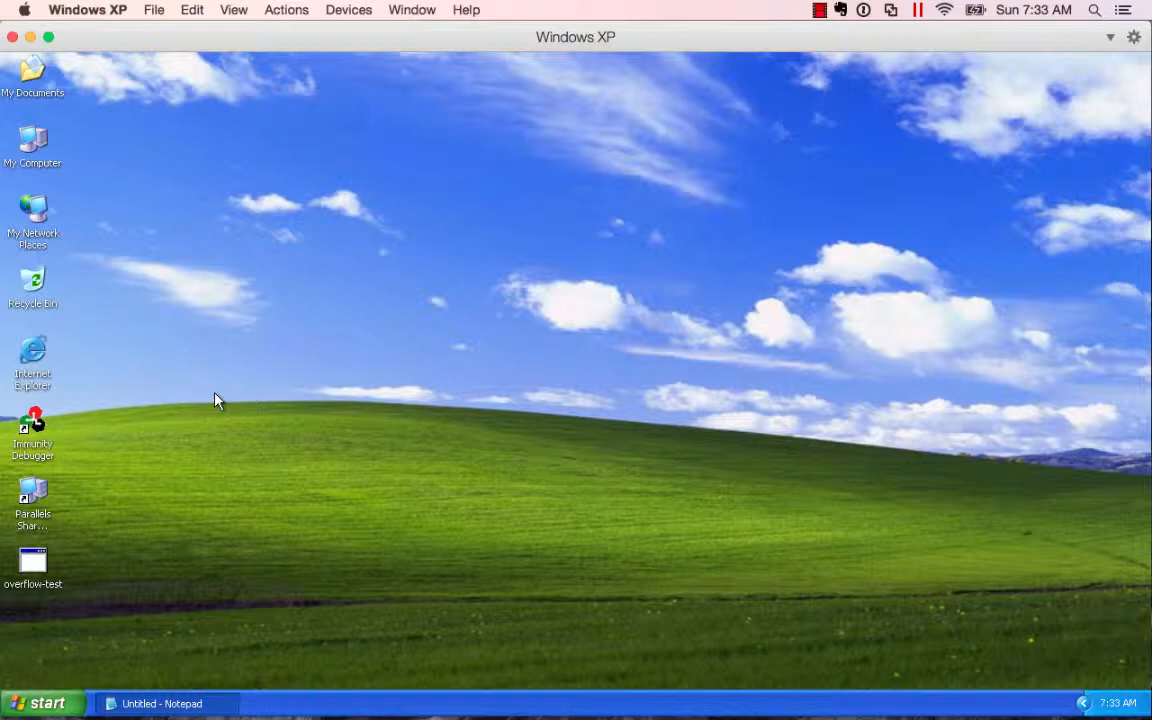 Windows XP File Edit View Actions Devices Window Help Sun 7:33 AM
Windows XP
My Documents
My Computer
My Network
Places
Recycle Bin
Internet
Explorer
Immunity
Debugger
Parallels
Shar...
overflow-test
start Untitled - Notepad 7:33 AM